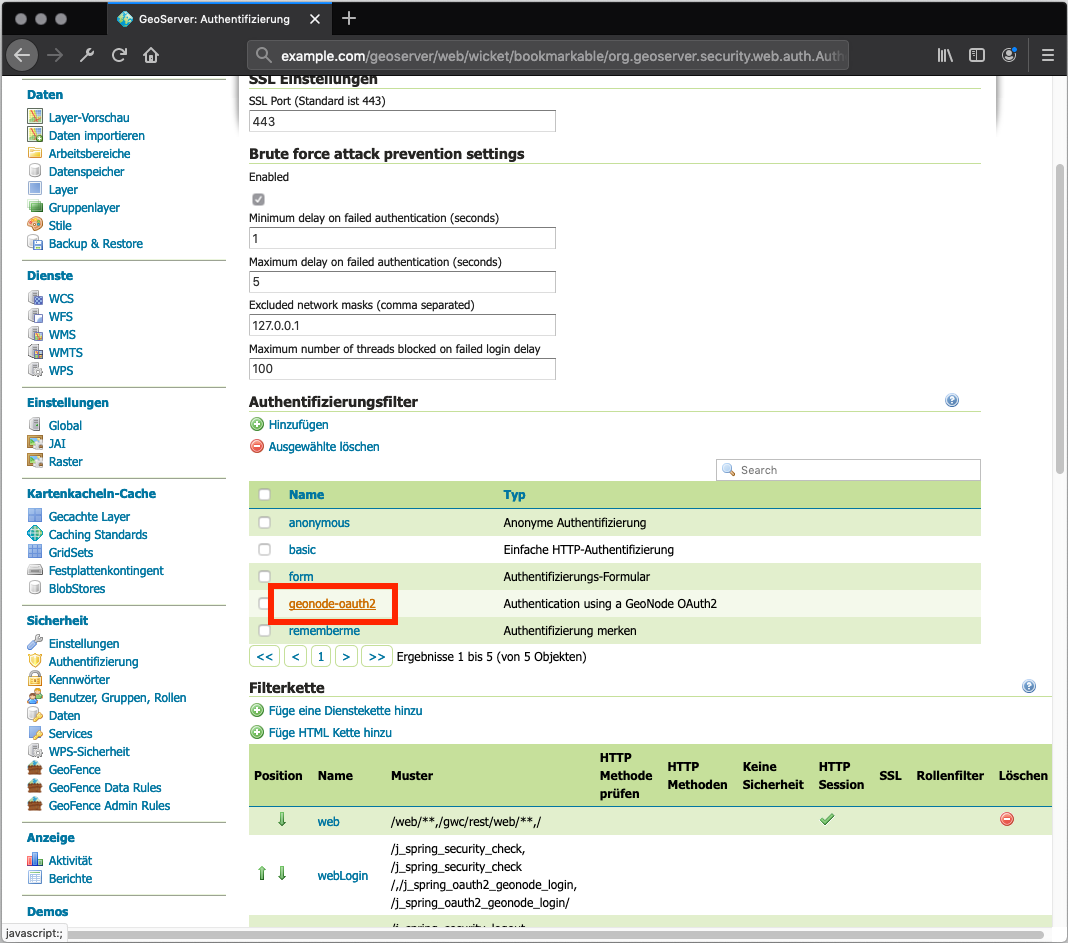 GeoServer: Authentifizierung
example.com/geoserver/web/wicket/bookmarkable/org.geoserver.security.web.auth.Auth
Daten
Layer-Vorschau
Daten importieren
Arbeitsbereiche
Datenspeicher
Layer
Gruppenlayer
Stile
Backup & Restore
Dienste
WCS
WFS
WMS
WMTS
WPS
Einstellungen
Global
JAI
Raster
Kartenkacheln-Cache
Gecachte Layer
Caching Standards
GridSets
Festplattenkontingent
BlobStores
Sicherheit
Einstellungen
Authentifizierung
Kennwörter
Benutzer, Gruppen, Rollen
Daten
Services
WPS-Sicherheit
GeoFence
GeoFence Data Rules
GeoFence Admin Rules
Anzeige
Aktivität
Berichte
Demos
javascript:;
SSL Einstellungen
SSL Port (Standard ist 443)
443
Brute force attack prevention settings
Enabled
Minimum delay on failed authentication (seconds)
1
Maximum delay on failed authentication (seconds)
5
Excluded network masks (comma separated)
127.0.0.1
Maximum number of threads blocked on failed login delay
100
Authentifizierungsfilter
Hinzufügen
Ausgewählte löschen
Search
Name Typ
anonymous Anonyme Authentifizierung
basic Einfache HTTP-Authentifizierung
form Authentifizierungs-Formular
geonode-oauth2 Authentication using a GeoNode OAuth2
rememberme Authentifizierung merken
<< < 1 > >> Ergebnisse 1 bis 5 (von 5 Objekten)
Filterkette
Füge eine Dienstekette hinzu
Füge HTML Kette hinzu
Position Name Muster HTTP Methode prüfen HTTP Methoden Keine Sicherheit HTTP Session SSL Rollenfilter Löschen
web /web/**,/gwc/rest/web/**,/
webLogin /j_spring_security_check,
/j_spring_security_check
/,/j_spring_oauth2_geonode_login,
/j_spring_oauth2_geonode_login/
/j_spring_security_logout,